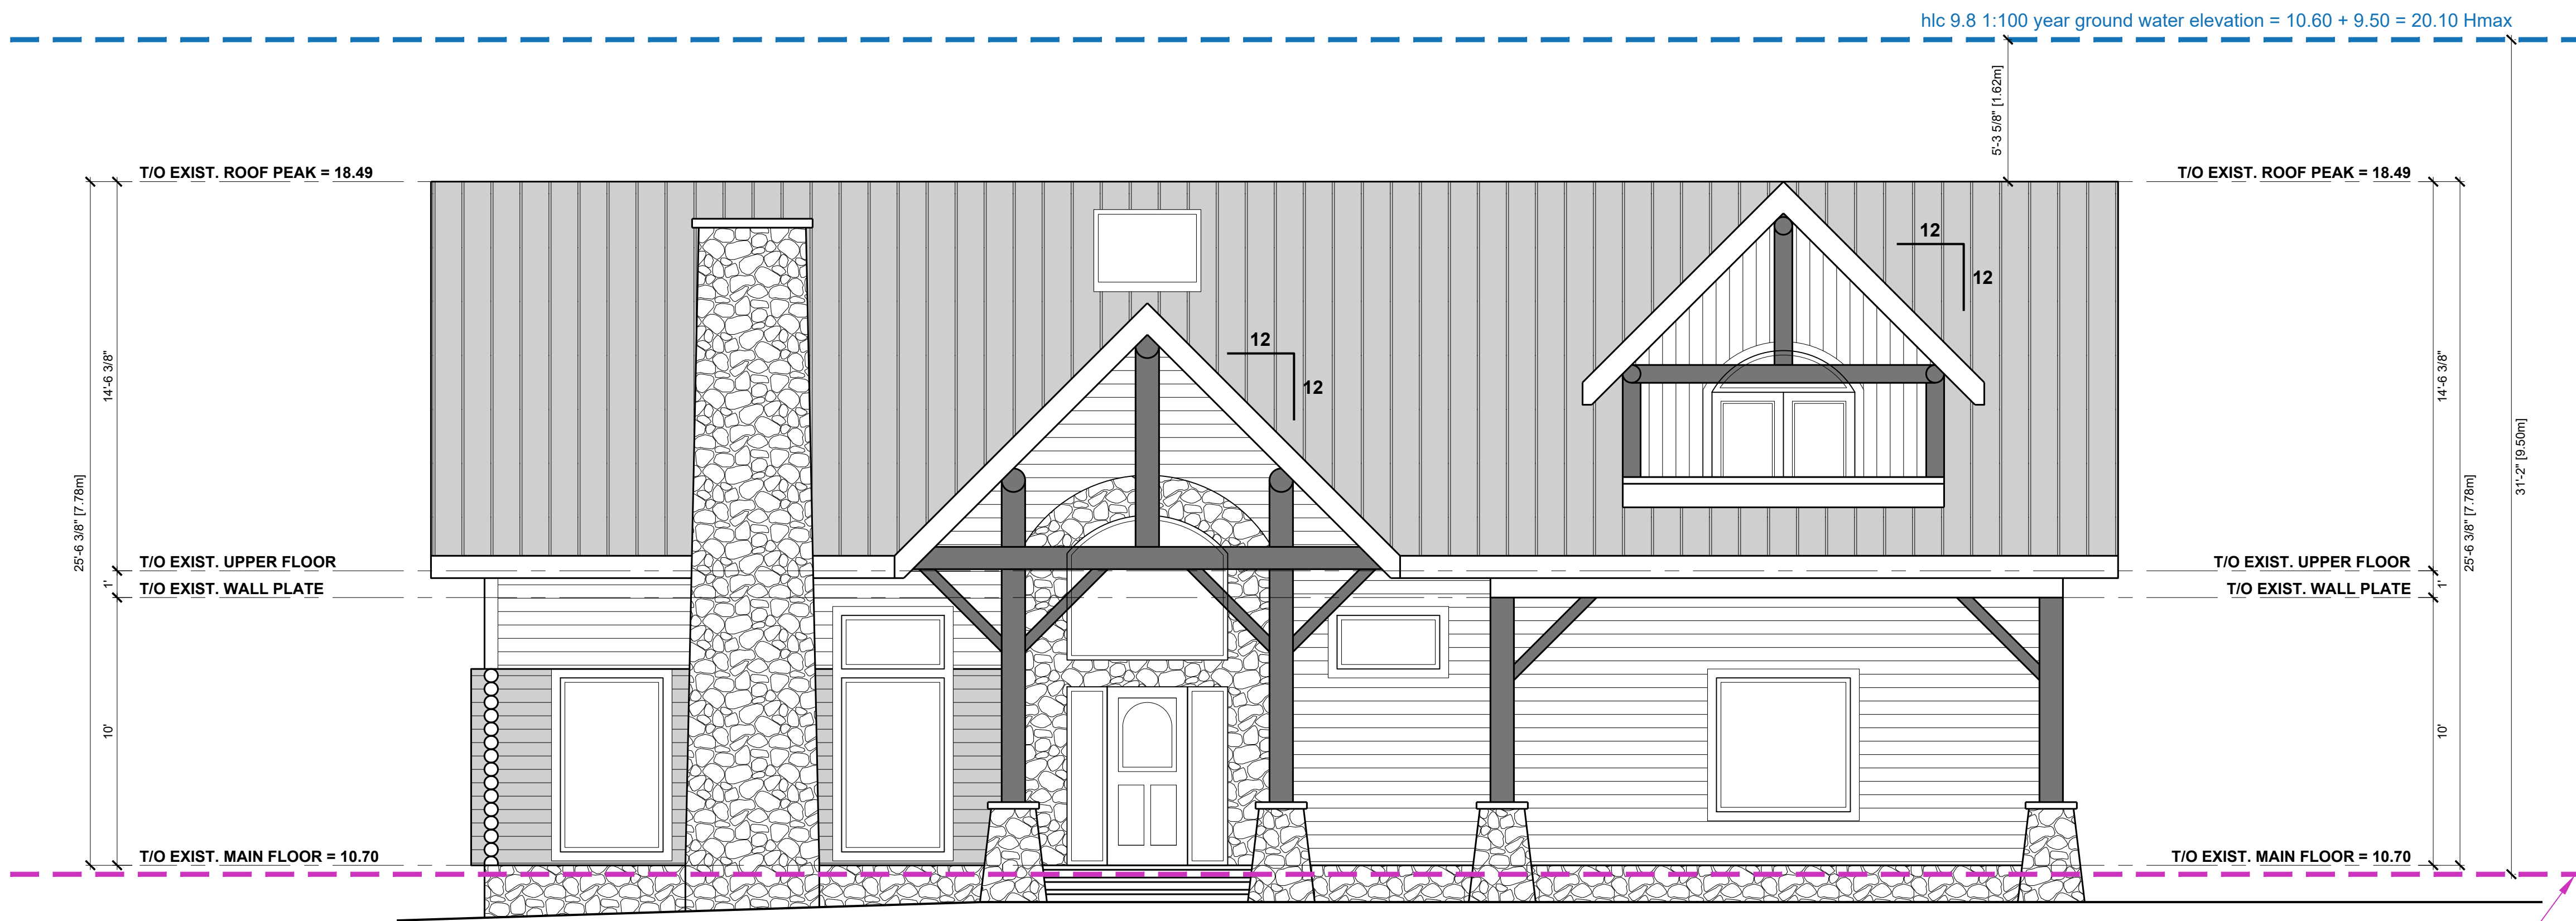 hlc 9.8 1:100 year ground water elevation = 10.60 + 9.50 = 20.10 Hmax
5'-3 5/8" [1.62m]
T/O EXIST. ROOF PEAK = 18.49
T/O EXIST. ROOF PEAK = 18.49
12
12
12
12
14'-6 3/8"
14'-6 3/8"
25'-6 3/8" [7.78m]
25'-6 3/8" [7.78m]
31'-2" [9.50m]
T/O EXIST. UPPER FLOOR
T/O EXIST. UPPER FLOOR
1'
1'
T/O EXIST. WALL PLATE
T/O EXIST. WALL PLATE
10'
10'
T/O EXIST. MAIN FLOOR = 10.70
T/O EXIST. MAIN FLOOR = 10.70